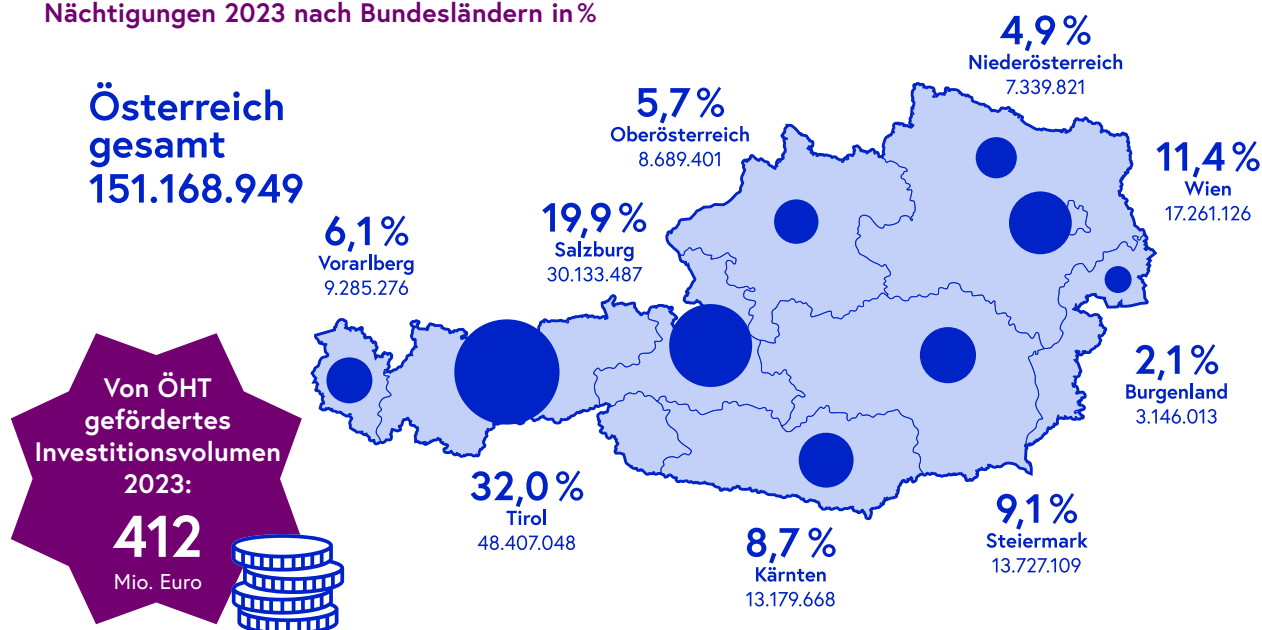 Nächtigungen 2023 nach Bundesländern in %
Österreich
gesamt
151.168.949
4,9 %
Niederösterreich
7.339.821
5,7 %
Oberösterreich
8.689.401
11,4 %
Wien
17.261.126
19,9 %
Salzburg
30.133.487
6,1 %
Vorarlberg
9.285.276
2,1 %
Burgenland
3.146.013
32,0 %
Tirol
48.407.048
9,1 %
Steiermark
13.727.109
8,7 %
Kärnten
13.179.668
Von ÖHT
gefördertes
Investitionsvolumen
2023:
412
Mio. Euro